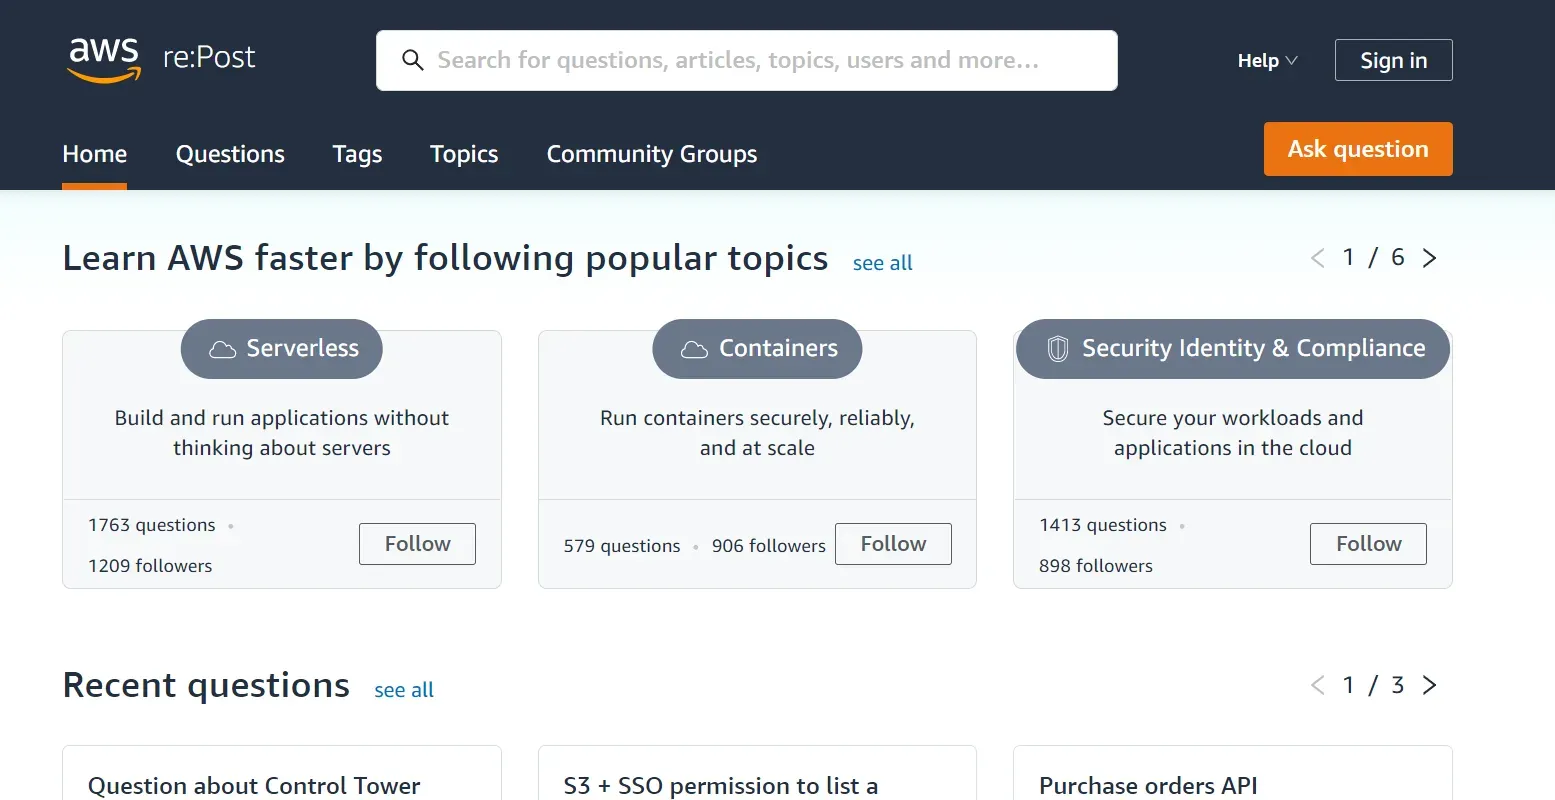 aws re:Post
Search for questions, articles, topics, users and more...
Help
Sign in
Home Questions Tags Topics Community Groups
Ask question
Learn AWS faster by following popular topics see all
1 / 6
Serverless
Build and run applications without
thinking about servers
1763 questions •
1209 followers
Follow
Containers
Run containers securely, reliably,
and at scale
579 questions • 906 followers
Follow
Security Identity & Compliance
Secure your workloads and
applications in the cloud
1413 questions •
898 followers
Follow
Recent questions see all
1 / 3
Question about Control Tower
S3 + SSO permission to list a
Purchase orders API